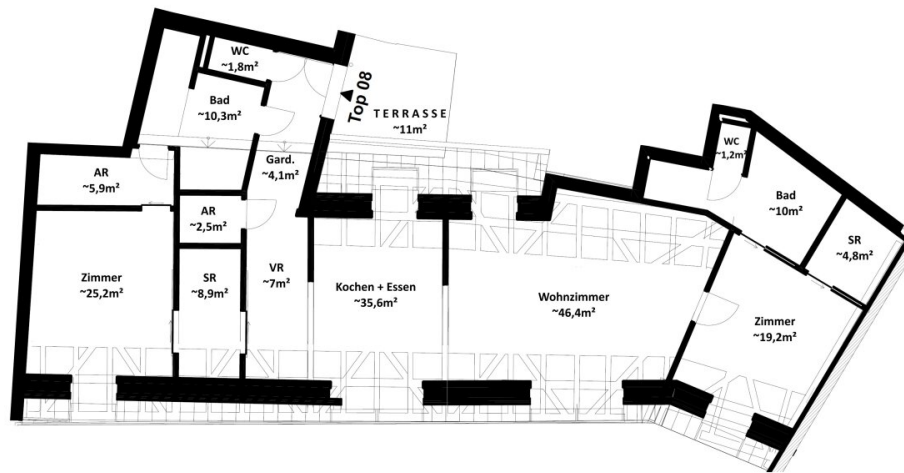 WC
~1,8m²
Bad
~10,3m²
Top 08
TERRASSE
~11m²
Gard.
~4,1m²
AR
~5,9m²
AR
~2,5m²
Zimmer
~25,2m²
SR
~8,9m²
VR
~7m²
Kochen + Essen
~35,6m²
Wohnzimmer
~46,4m²
WC
~1,2m²
Bad
~10m²
SR
~4,8m²
Zimmer
~19,2m²